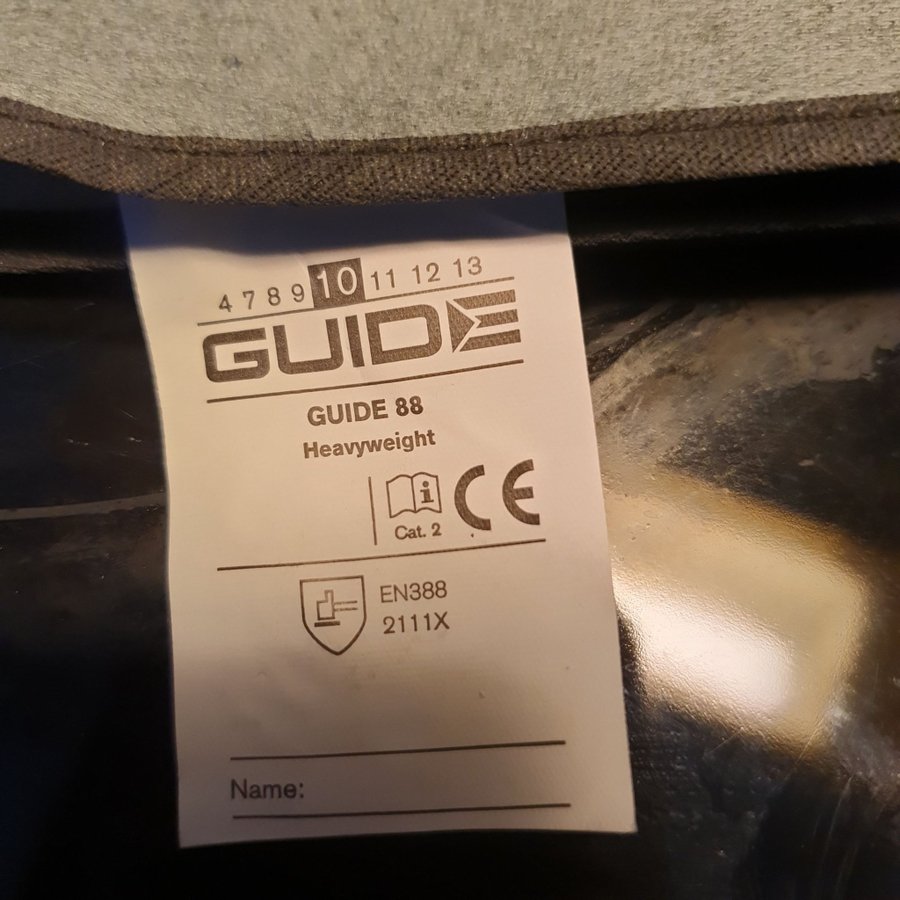 4 7 8 9 10 11 12 13
GUIDE
GUIDE 88
Heavyweight
i CE
Cat. 2
EN388
2111X
Name: